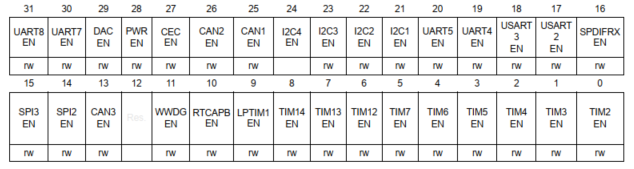 31 30 29 28 27 26 25 24 23 22 21 20 19 18 17 16
UART8 EN UART7 EN DAC EN PWR EN CEC EN CAN2 EN CAN1 EN I2C4 EN I2C3 EN I2C2 EN I2C1 EN UART5 EN UART4 EN USART 3 EN USART 2 EN SPDIFRX EN
rw rw rw rw rw rw rw rw rw rw rw rw rw rw rw
15 14 13 12 11 10 9 8 7 6 5 4 3 2 1 0
SPI3 EN SPI2 EN CAN3 EN Res. WWDG EN RTCAPB EN LPTIM1 EN TIM14 EN TIM13 EN TIM12 EN TIM7 EN TIM6 EN TIM5 EN TIM4 EN TIM3 EN TIM2 EN
rw rw rw rw rw rw rw rw rw rw rw rw rw rw rw